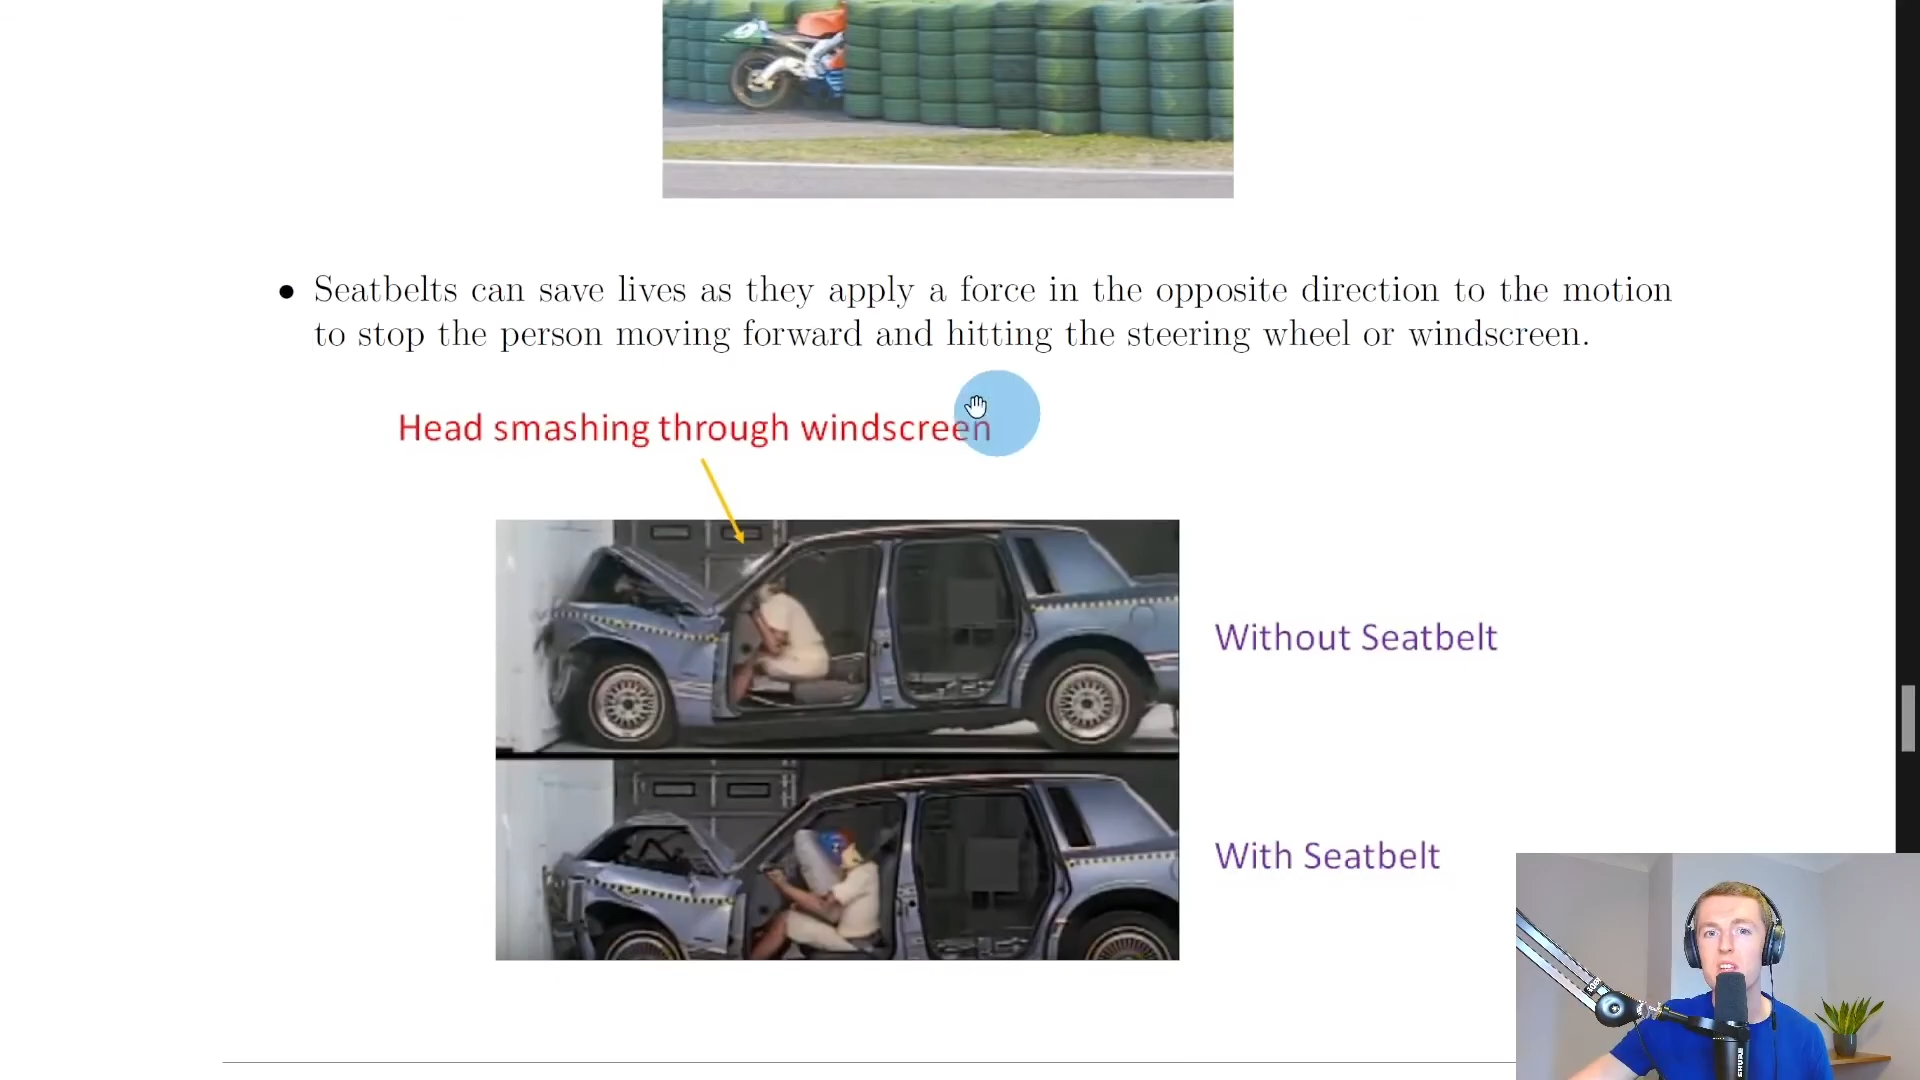 • Seatbelts can save lives as they apply a force in the opposite direction to the motion
to stop the person moving forward and hitting the steering wheel or windscreen.
Head smashing through windscreen
Without Seatbelt
With Seatbelt
SHURE